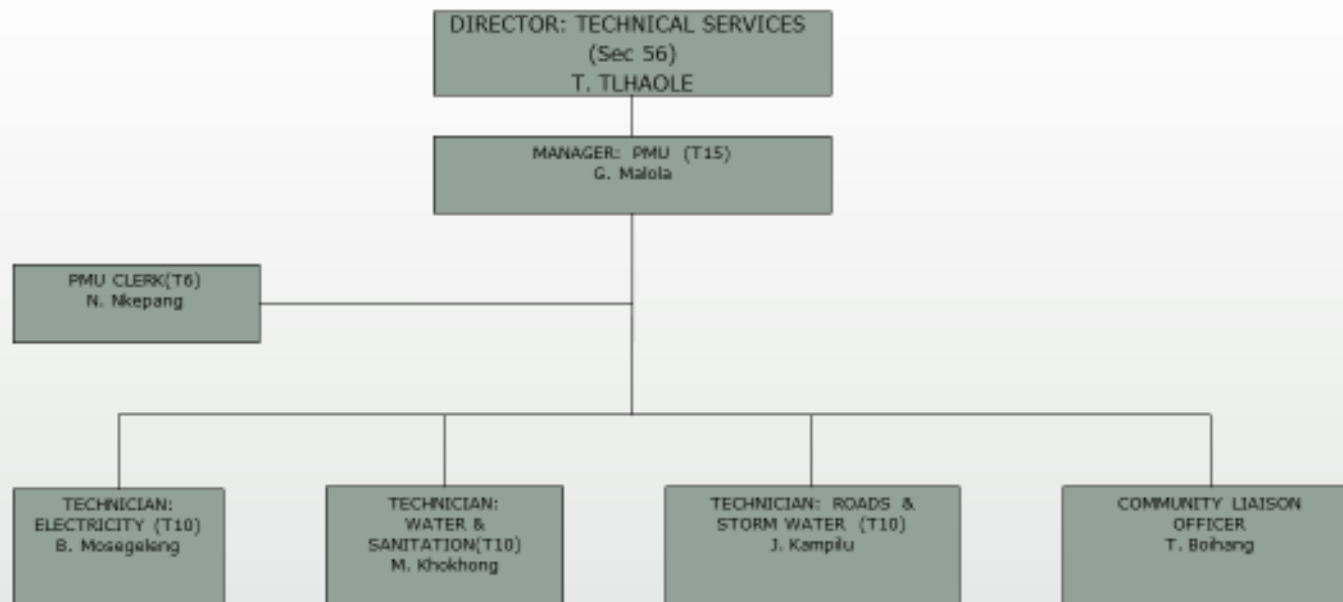 DIRECTOR: TECHNICAL SERVICES
(Sec 56)
T. TLHAOLE
MANAGER: PMU (T15)
G. Malola
PMU CLERK(T6)
N. Nkepang
TECHNICIAN:
ELECTRICITY (T10)
B. Mosegeleng
TECHNICIAN:
WATER &
SANITATION(T10)
M. Khokhong
TECHNICIAN: ROADS &
STORM WATER (T10)
J. Kampilu
COMMUNITY LIAISON
OFFICER
T. Boihang